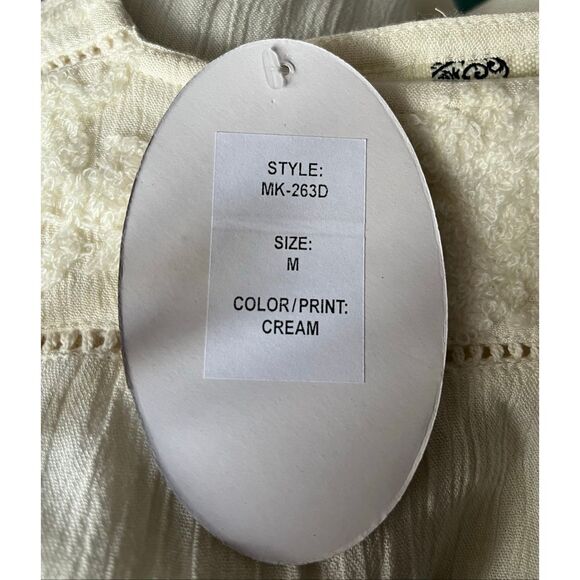 STYLE:
MK-263D
SIZE:
M
COLOR/PRINT:
CREAM